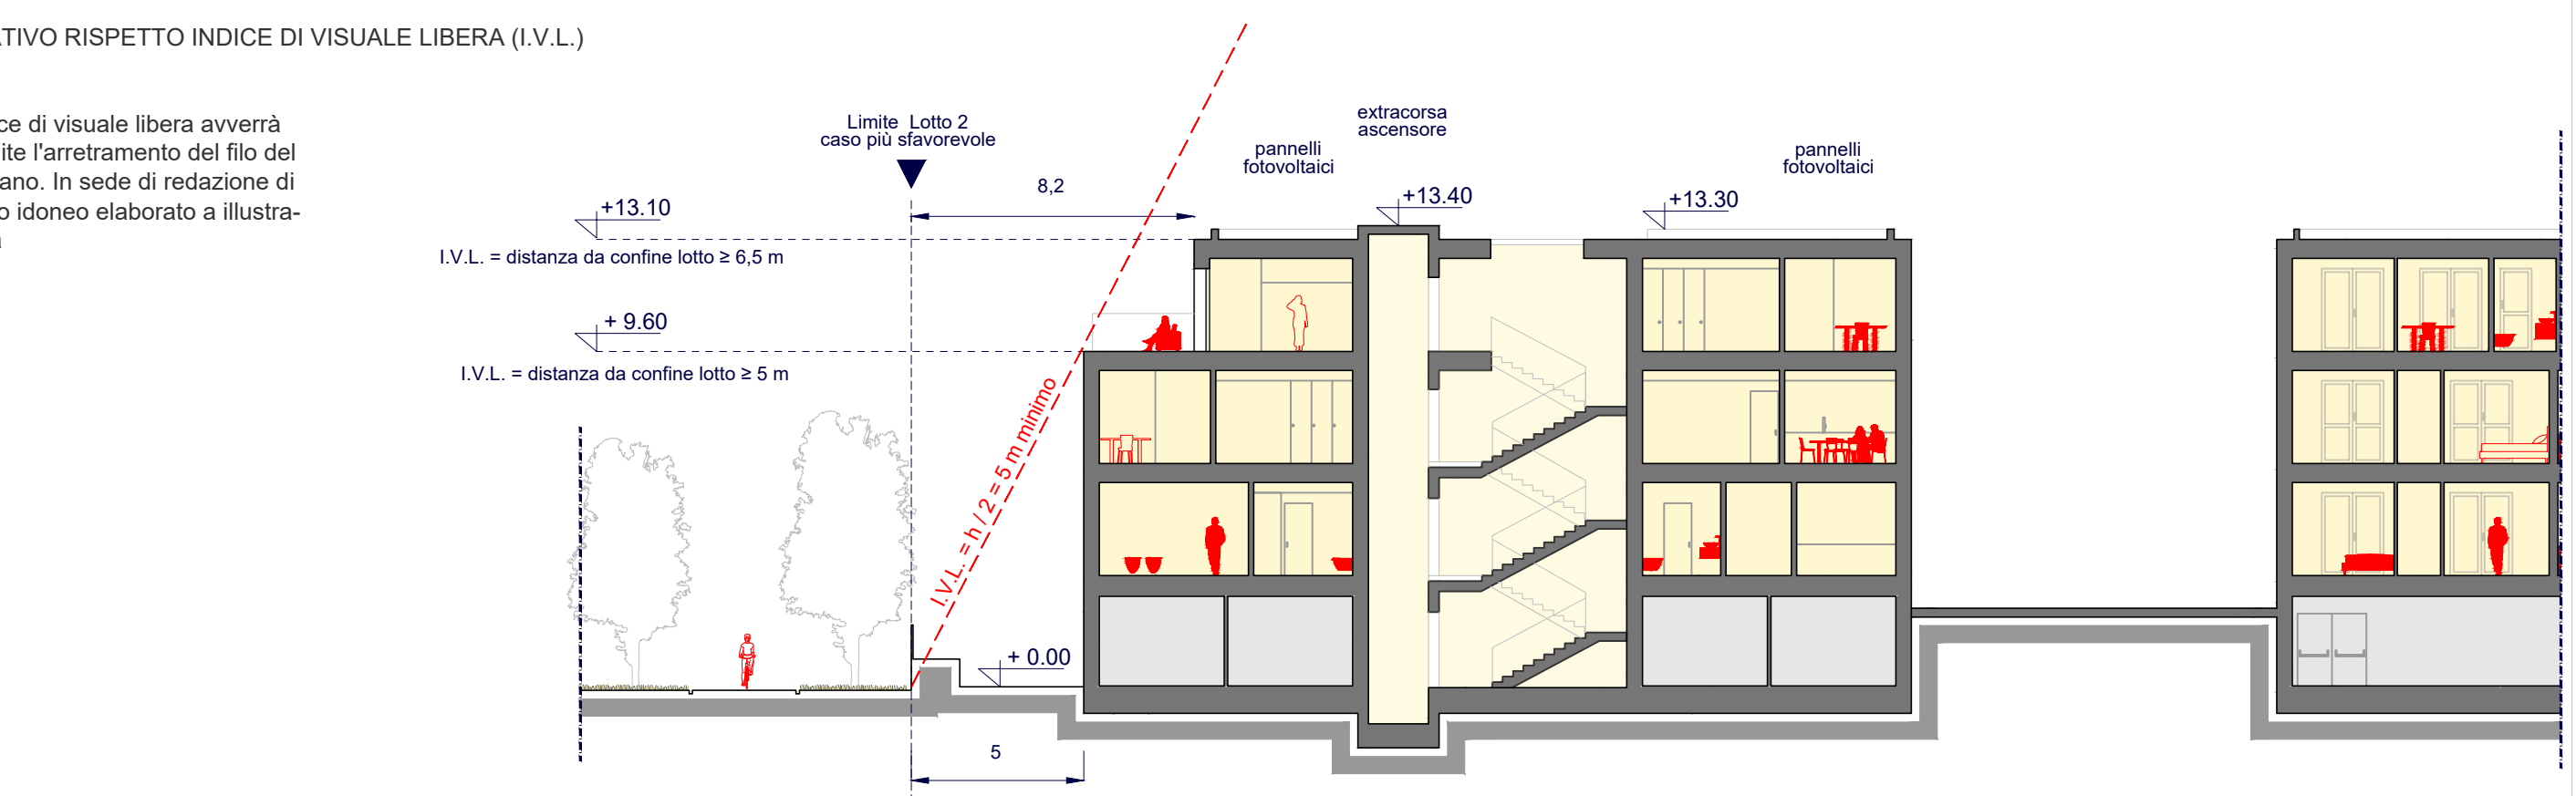 ATIVO RISPETTO INDICE DI VISUALE LIBERA (I.V.L.)
ce di visuale libera avverrà
ite l'arretramento del filo del
ano. In sede di redazione di
o idoneo elaborato a illustra-
Limite Lotto 2
caso più sfavorevole
8,2
pannelli
fotovoltaici
extracorsa
ascensore
pannelli
fotovoltaici
+13.10
+13.40
+13.30
I.V.L. = distanza da confine lotto ≥ 6,5 m
+ 9.60
I.V.L. = distanza da confine lotto ≥ 5 m
I.V.L. = h / 2 = 5 m minimo
+ 0.00
5